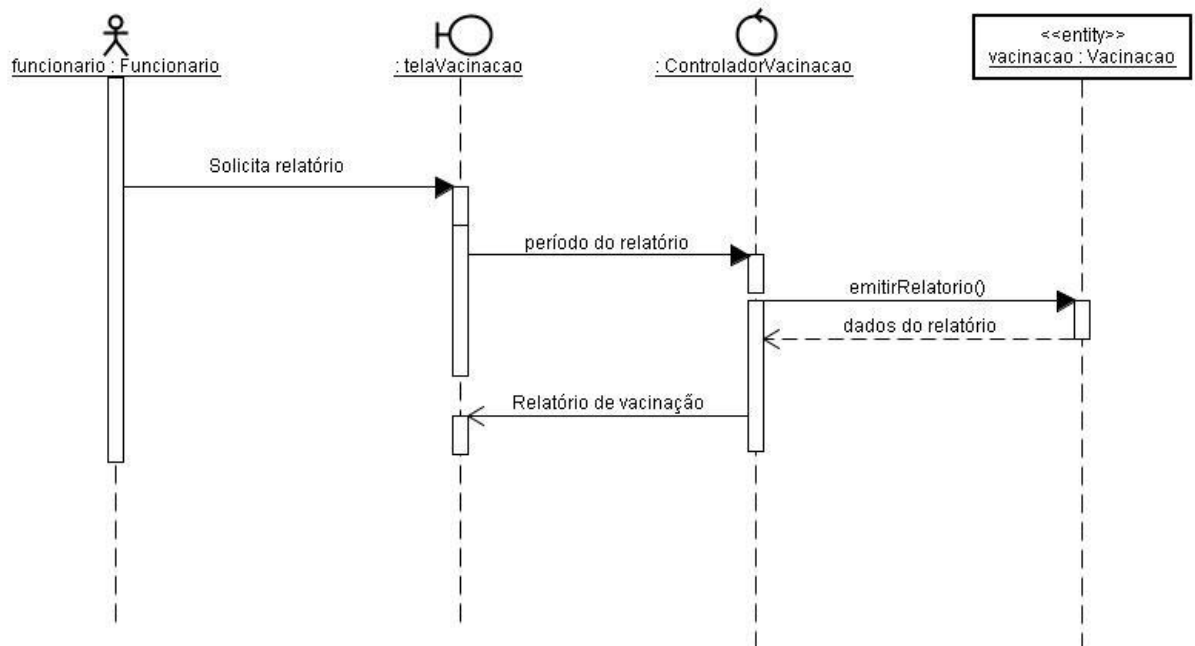 funcionario : Funcionario
: telaVacinacao
: ControladorVacinacao
<<entity>>
vacinacao : Vacinacao
Solicita relatório
período do relatório
emitirRelatorio()
dados do relatório
Relatório de vacinação